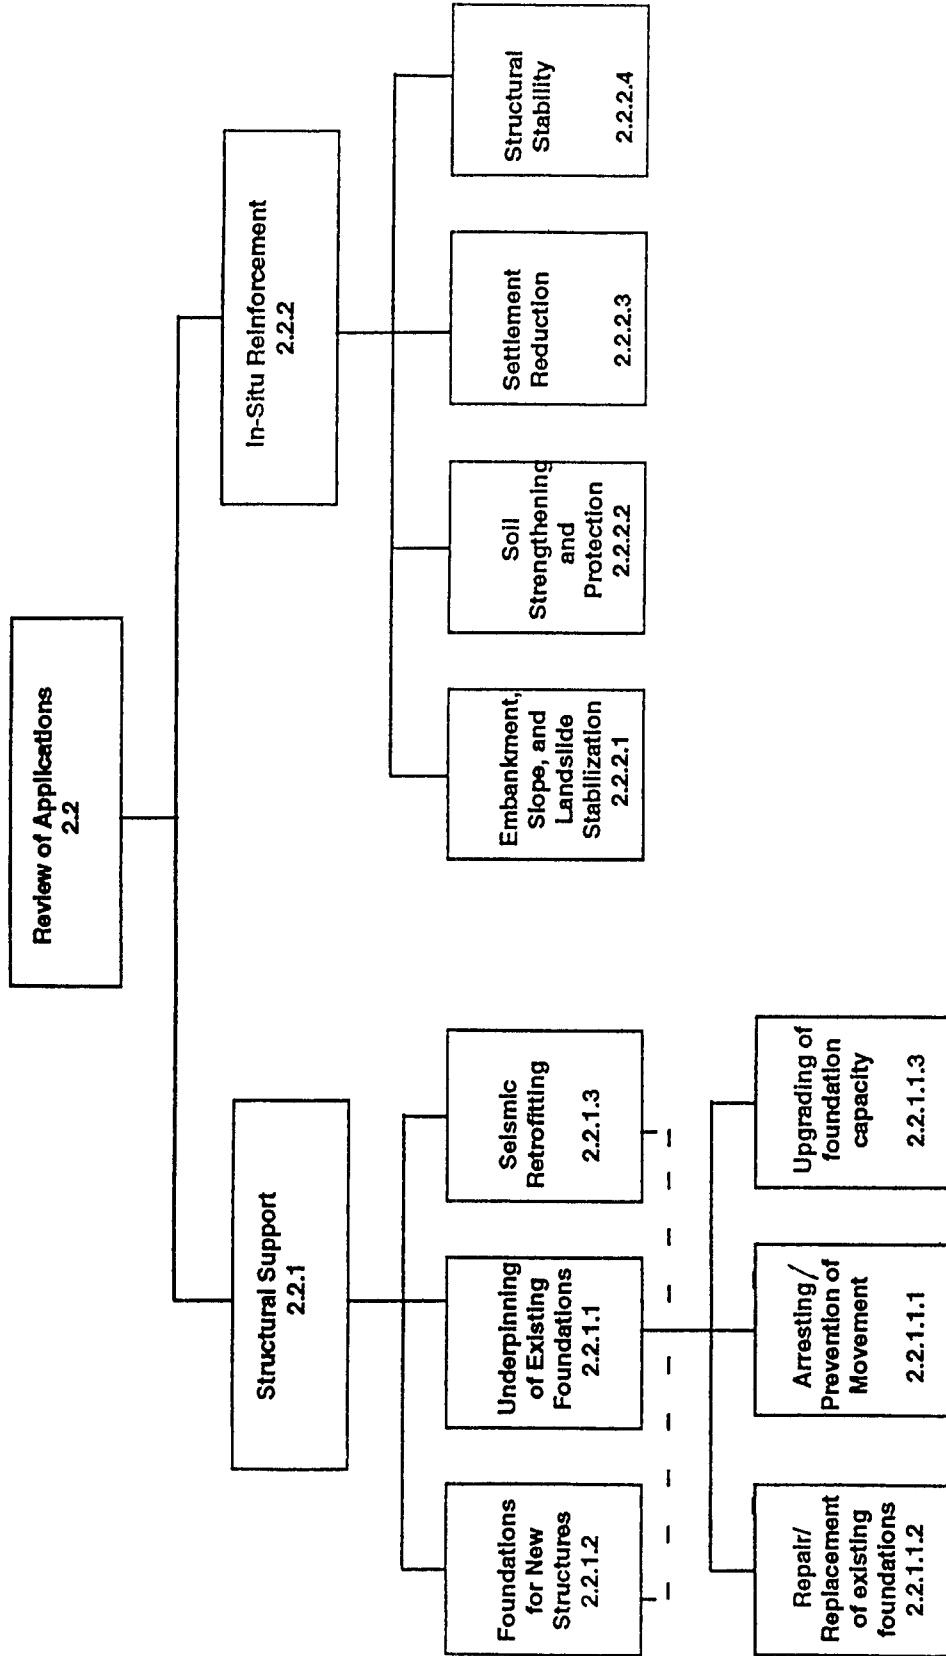 Review of Applications
2.2
Structural Support
2.2.1
In-Situ Reinforcement
2.2.2
Foundations
for New
Structures
2.2.1.2
Underpinning
of Existing
Foundations
2.2.1.1
Seismic
Retrofitting
2.2.1.3
Embankment,
Slope, and
Landslide
Stabilization
2.2.2.1
Soil
Strengthening
and
Protection
2.2.2.2
Settlement
Reduction
2.2.2.3
Structural
Stability
2.2.2.4
Repair/
Replacement
of existing
foundations
2.2.1.1.2
Arresting/
Prevention of
Movement
2.2.1.1.1
Upgrading of
foundation
capacity
2.2.1.1.3